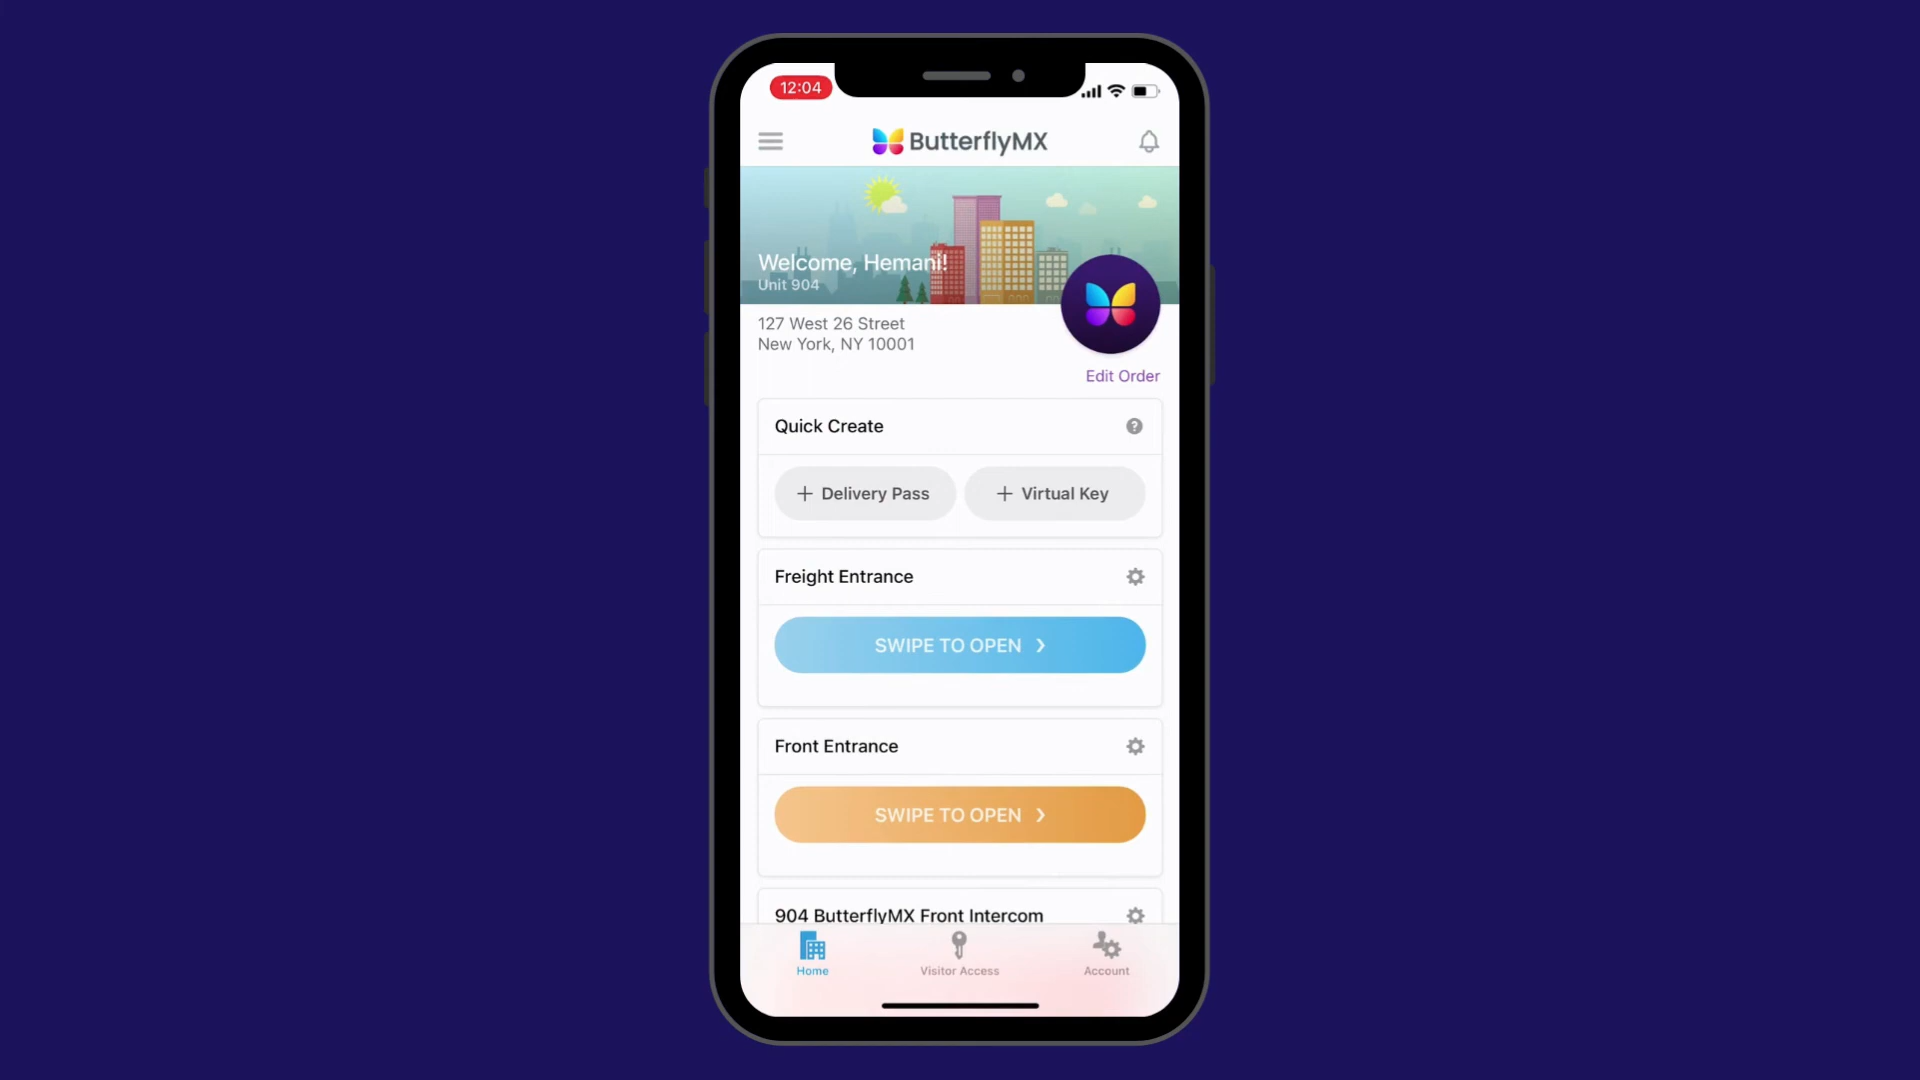 12:04
ButterflyMX
Welcome, Hemani!
Unit 904
127 West 26 Street
New York, NY 10001
Edit Order
Quick Create
?
+ Delivery Pass
+ Virtual Key
Freight Entrance
SWIPE TO OPEN ›
Front Entrance
SWIPE TO OPEN ›
904 ButterflyMX Front Intercom
Home
Visitor Access
Account